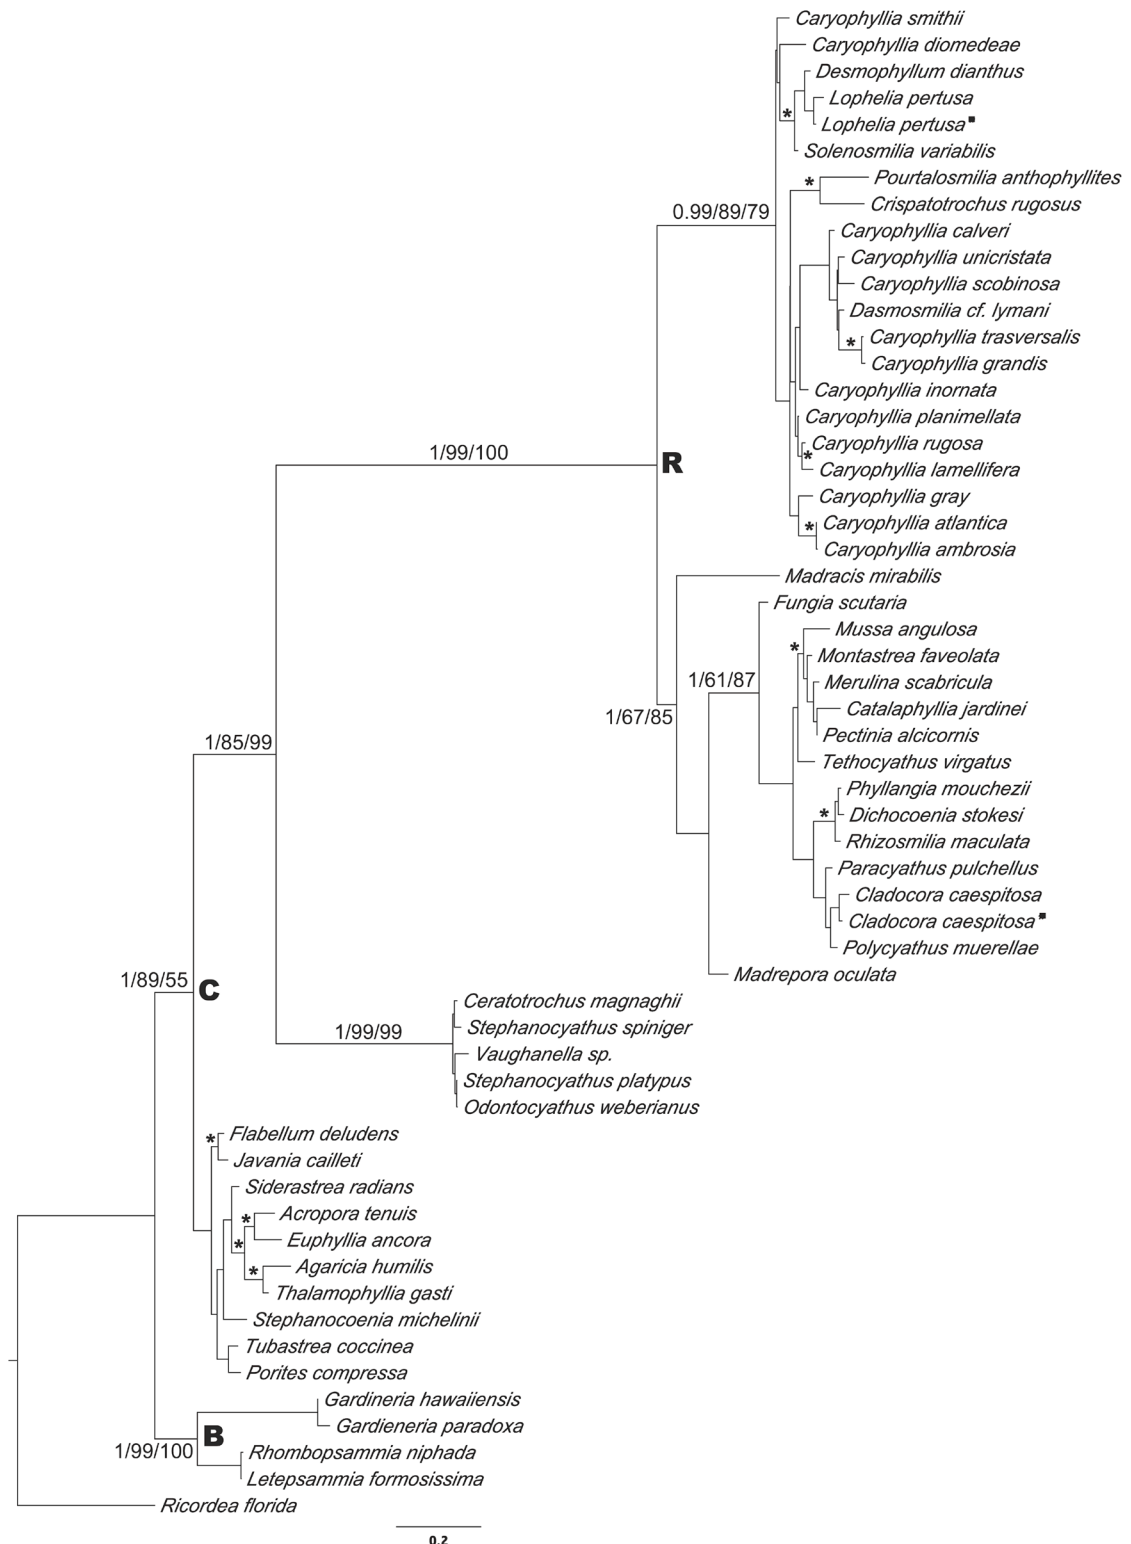 Caryophyllia smithii
Caryophyllia diomedeae
Desmophyllum dianthus
Lophelia pertusa
* Lophelia pertusa■
Solenosmilia variabilis
* Pourtalosmilia anthophyllites
Crispatotrochus rugosus
0.99/89/79
Caryophyllia calveri
Caryophyllia unicristata
Caryophyllia scobinosa
Dasmosmilia cf. lymani
* Caryophyllia trasversalis
Caryophyllia grandis
Caryophyllia inornata
Caryophyllia planimellata
Caryophyllia rugosa
1/99/100
R
* Caryophyllia lamellifera
Caryophyllia gray
* Caryophyllia atlantica
Caryophyllia ambrosia
Madracis mirabilis
Fungia scutaria
Mussa angulosa
* Montastrea faveolata
1/61/87 Merulina scabricula
Catalaphyllia jardinei
1/67/85
Pectinia alcicornis
1/85/99
Tethocyathus virgatus
Phyllangia mouchezii
* Dichocoenia stokesi
Rhizosmilia maculata
Paracyathus pulchellus
Cladocora caespitosa
Cladocora caespitosa■
Polycyathus muerellae
Madrepora oculata
1/89/55
C
Ceratotrochus magnaghii
Stephanocyathus spiniger
1/99/99
Vaughanella sp.
Stephanocyathus platypus
Odontocyathus weberianus
* Flabellum deludens
Javania cailleti
Siderastrea radians
* Acropora tenuis
* Euphyllia ancora
* Agaricia humilis
Thalamophyllia gasti
Stephanocoenia michelinii
Tubastrea coccinea
Porites compressa
Gardineria hawaiiensis
Gardieneria paradoxa
B
1/99/100
Rhombopsammia niphada
Letepsammia formosissima
Ricordea florida
0.2